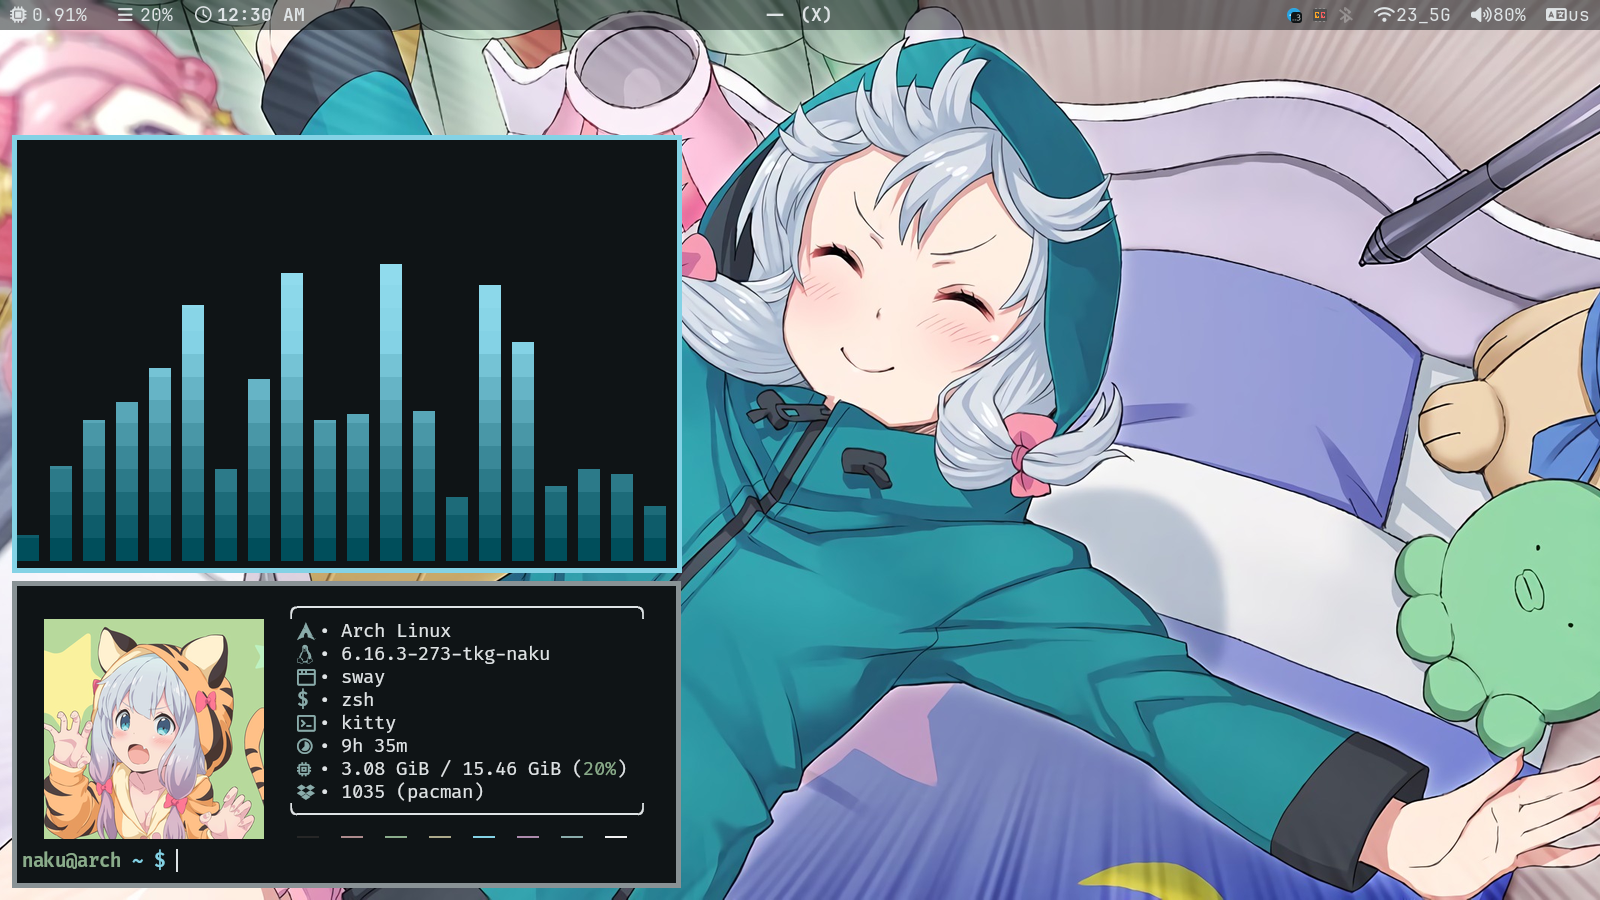 0.91% 20% 12:30 AM — (X) 23_5G 80% us
• Arch Linux
• 6.16.3-273-tkg-naku
• sway
• zsh
• kitty
• 9h 35m
• 3.08 GiB / 15.46 GiB (20%)
• 1035 (pacman)
naku@arch ~ $